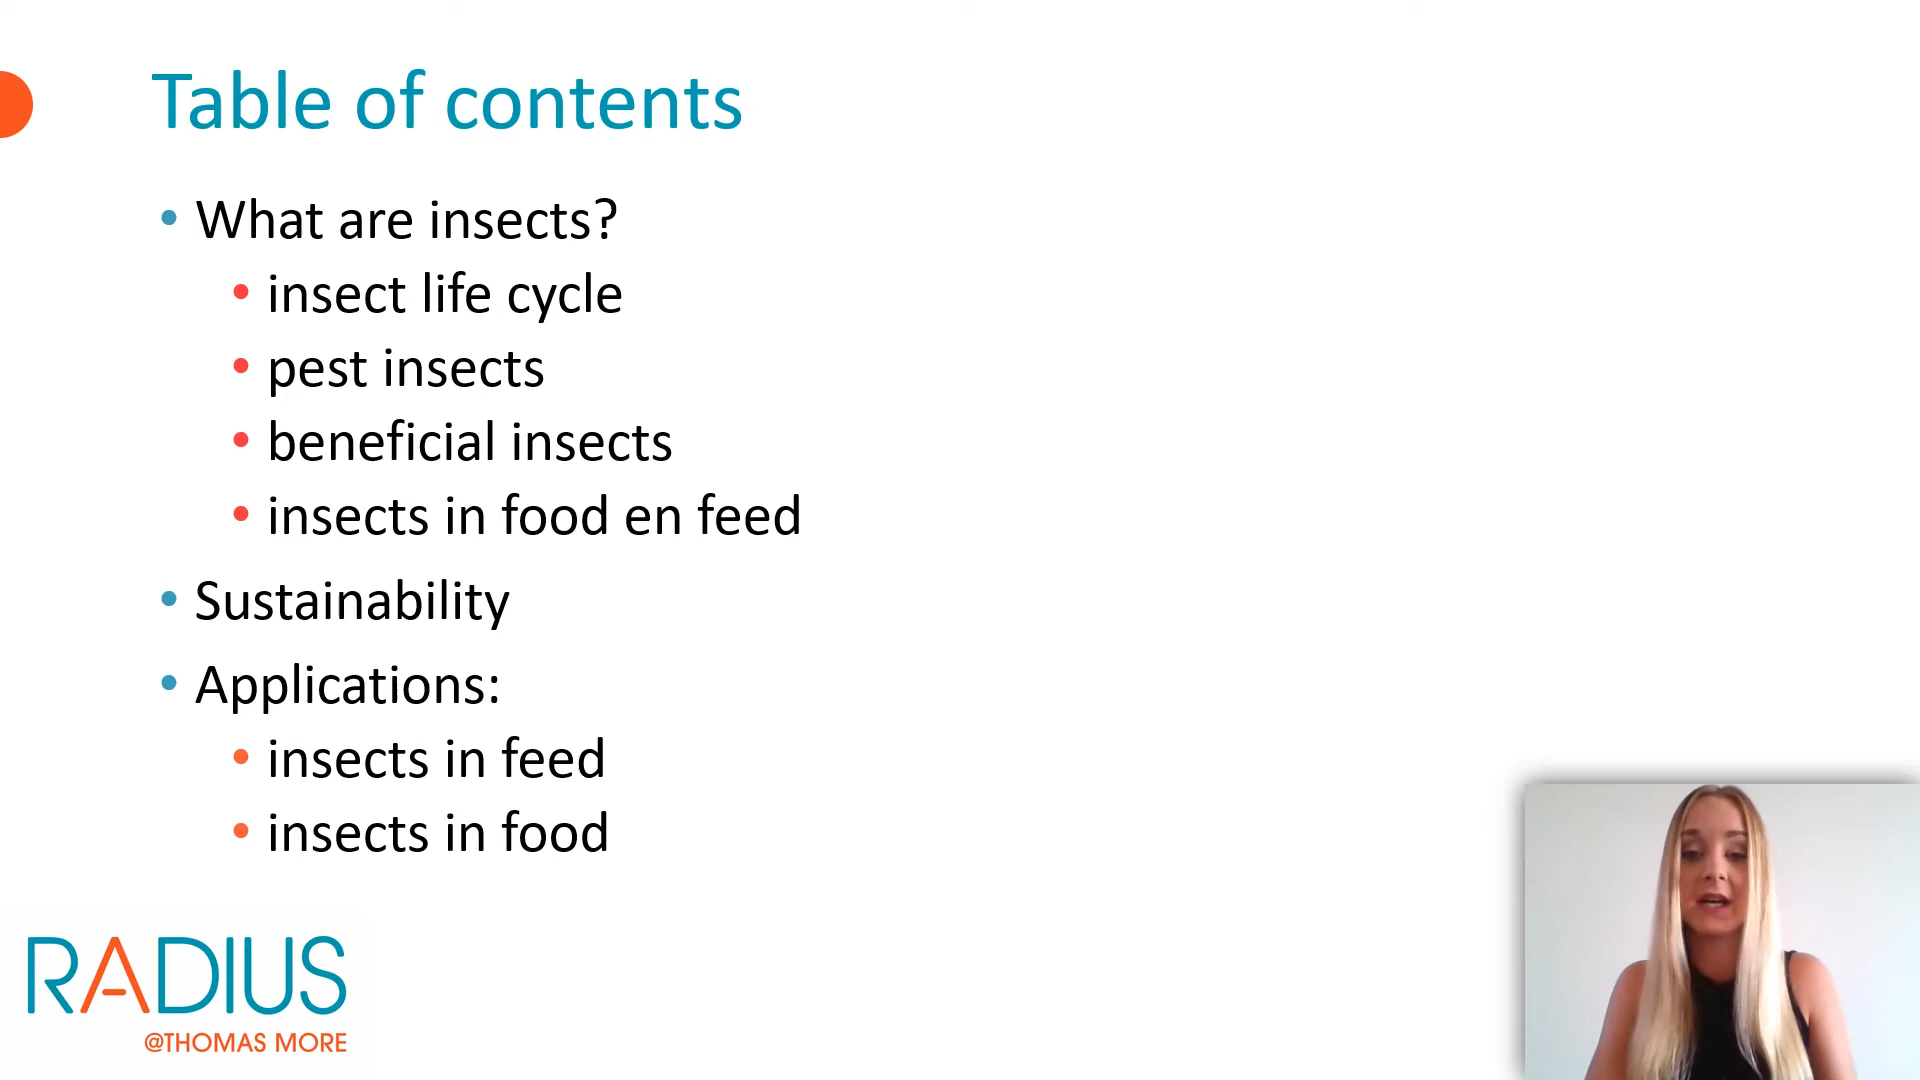 Table of contents
• What are insects?
• insect life cycle
• pest insects
• beneficial insects
• insects in food en feed
• Sustainability
• Applications:
• insects in feed
• insects in food
RADIUS
@THOMAS MORE